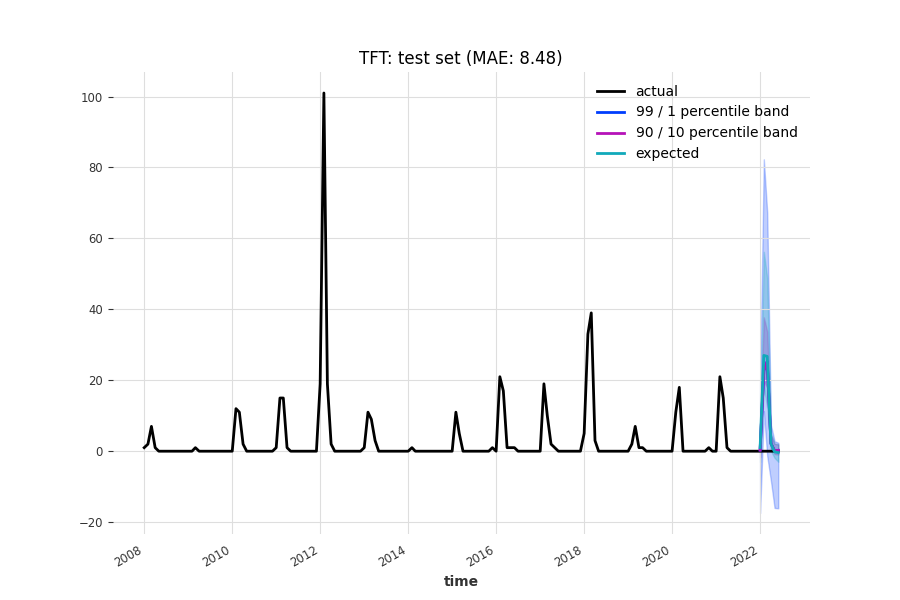 TFT: test set (MAE: 8.48)
actual
99 / 1 percentile band
90 / 10 percentile band
expected
100
80
60
40
20
0
−20
2008
2010
2012
2014
2016
2018
2020
2022
time